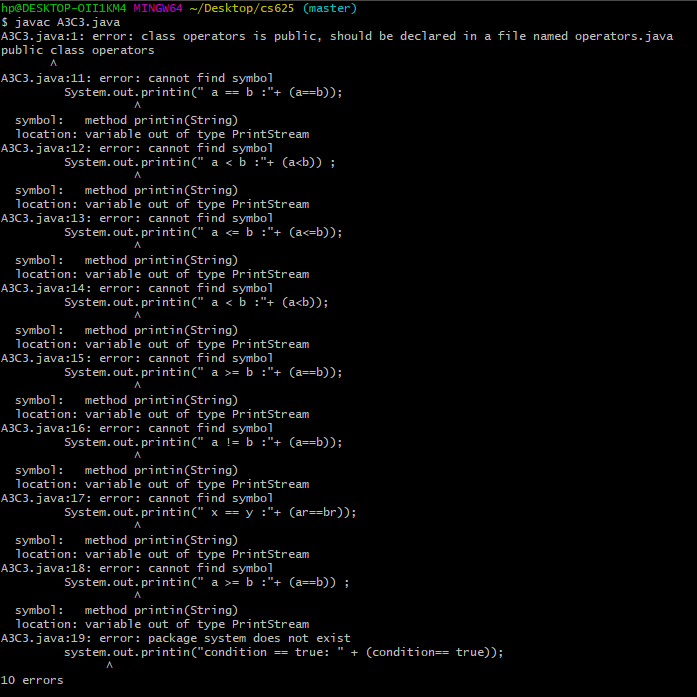 hp@DESKTOP-OII1KM4 MINGW64 ~/Desktop/cs625 (master)
$ javac A3C3.java
A3C3.java:1: error: class operators is public, should be declared in a file named operators.java
public class operators
       ^
A3C3.java:11: error: cannot find symbol
         System.out.printin(" a == b :"+ (a==b));
                   ^
  symbol:   method printin(String)
  location: variable out of type PrintStream
A3C3.java:12: error: cannot find symbol
         System.out.printin(" a < b :"+ (a<b)) ;
                   ^
  symbol:   method printin(String)
  location: variable out of type PrintStream
A3C3.java:13: error: cannot find symbol
         System.out.printin(" a <= b :"+ (a<=b));
                   ^
  symbol:   method printin(String)
  location: variable out of type PrintStream
A3C3.java:14: error: cannot find symbol
         System.out.printin(" a < b :"+ (a<b));
                   ^
  symbol:   method printin(String)
  location: variable out of type PrintStream
A3C3.java:15: error: cannot find symbol
         System.out.printin(" a >= b :"+ (a==b));
                   ^
  symbol:   method printin(String)
  location: variable out of type PrintStream
A3C3.java:16: error: cannot find symbol
         System.out.printin(" a != b :"+ (a==b));
                   ^
  symbol:   method printin(String)
  location: variable out of type PrintStream
A3C3.java:17: error: cannot find symbol
         System.out.printin(" x == y :"+ (ar==br));
                   ^
  symbol:   method printin(String)
  location: variable out of type PrintStream
A3C3.java:18: error: cannot find symbol
         System.out.printin(" a >= b :"+ (a==b)) ;
                   ^
  symbol:   method printin(String)
  location: variable out of type PrintStream
A3C3.java:19: error: package system does not exist
         system.out.printin("condition == true: " + (condition== true));
               ^
10 errors